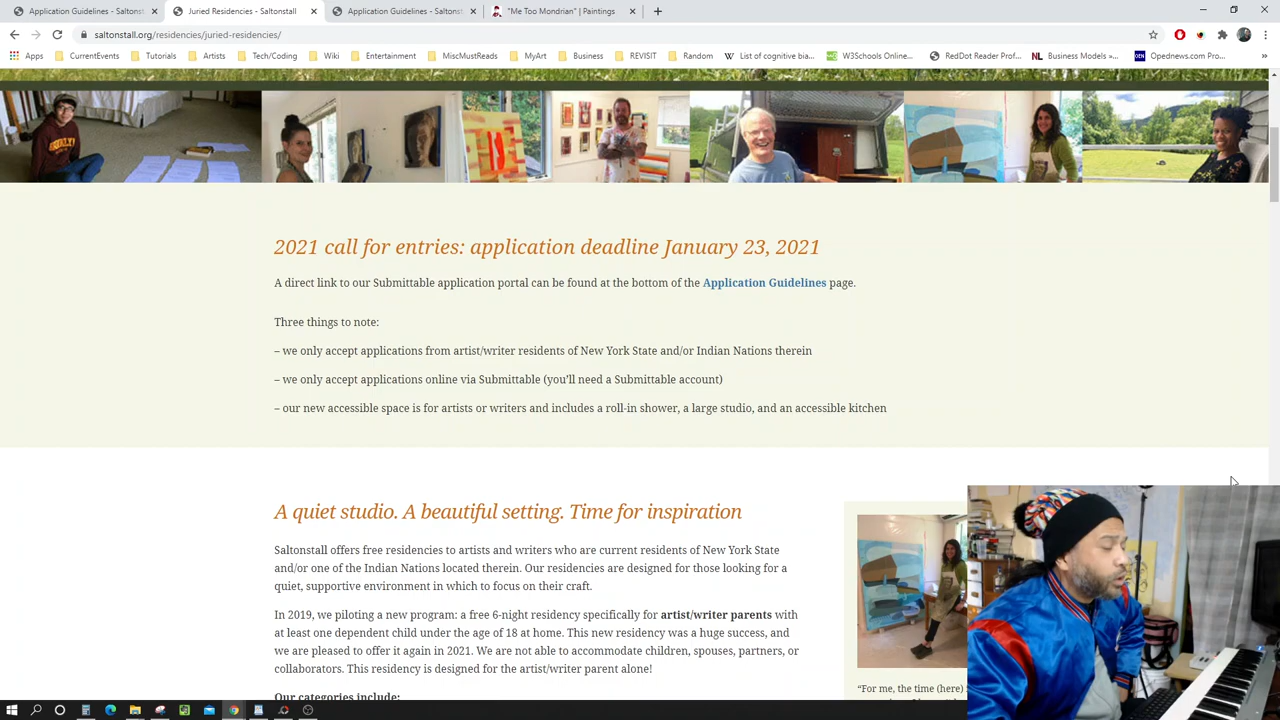 Application Guidelines - Saltonst
Juried Residencies - Saltonstall
Application Guidelines - Saltonst
"Me Too Mondrian" | Paintings
saltonstall.org/residencies/juried-residencies/
Apps
CurrentEvents
Tutorials
Artists
Tech/Coding
Wiki
Entertainment
MiscMustReads
MyArt
Business
REVISIT
Random
List of cognitive bia...
W3Schools Online...
RedDot Reader Prof...
NL
Business Models »...
OEN
Opednews.com Pro...
»
2021 call for entries: application deadline January 23, 2021
A direct link to our Submittable application portal can be found at the bottom of the Application Guidelines page.
Three things to note:
– we only accept applications from artist/writer residents of New York State and/or Indian Nations therein
– we only accept applications online via Submittable (you'll need a Submittable account)
– our new accessible space is for artists or writers and includes a roll-in shower, a large studio, and an accessible kitchen
A quiet studio. A beautiful setting. Time for inspiration
Saltonstall offers free residencies to artists and writers who are current residents of New York State
and/or one of the Indian Nations located therein. Our residencies are designed for those looking for a
quiet, supportive environment in which to focus on their craft.
In 2019, we piloting a new program: a free 6-night residency specifically for artist/writer parents with
at least one dependent child under the age of 18 at home. This new residency was a huge success, and
we are pleased to offer it again in 2021. We are not able to accommodate children, spouses, partners, or
collaborators. This residency is designed for the artist/writer parent alone!
Our categories include:
"For me, the time (here)